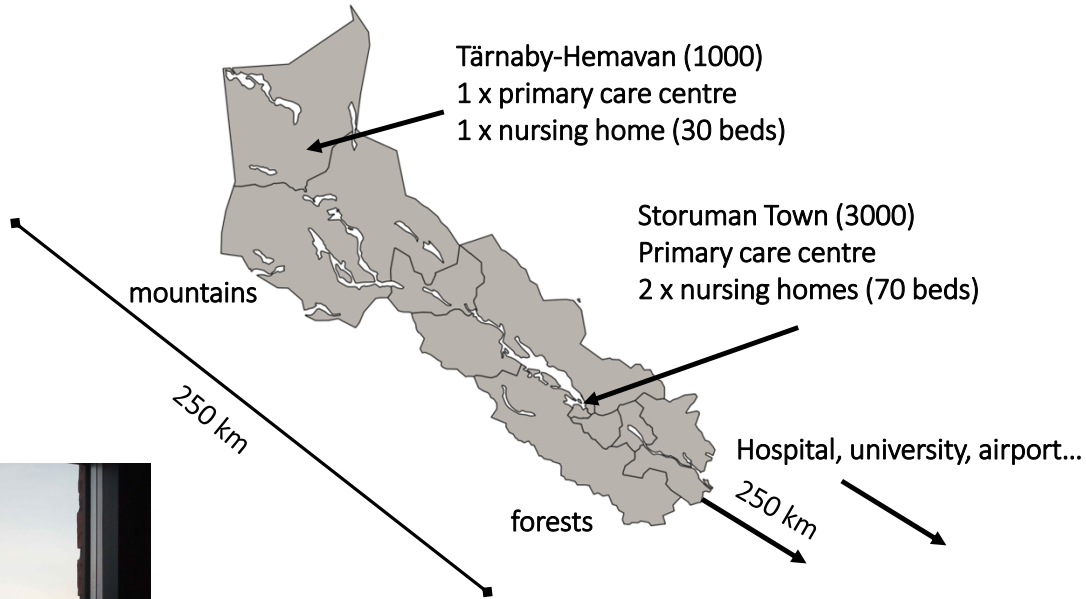 Tärnaby-Hemavan (1000)
1 x primary care centre
1 x nursing home (30 beds)
Storuman Town (3000)
Primary care centre
2 x nursing homes (70 beds)
mountains
250 km
Hospital, university, airport...
250 km
forests